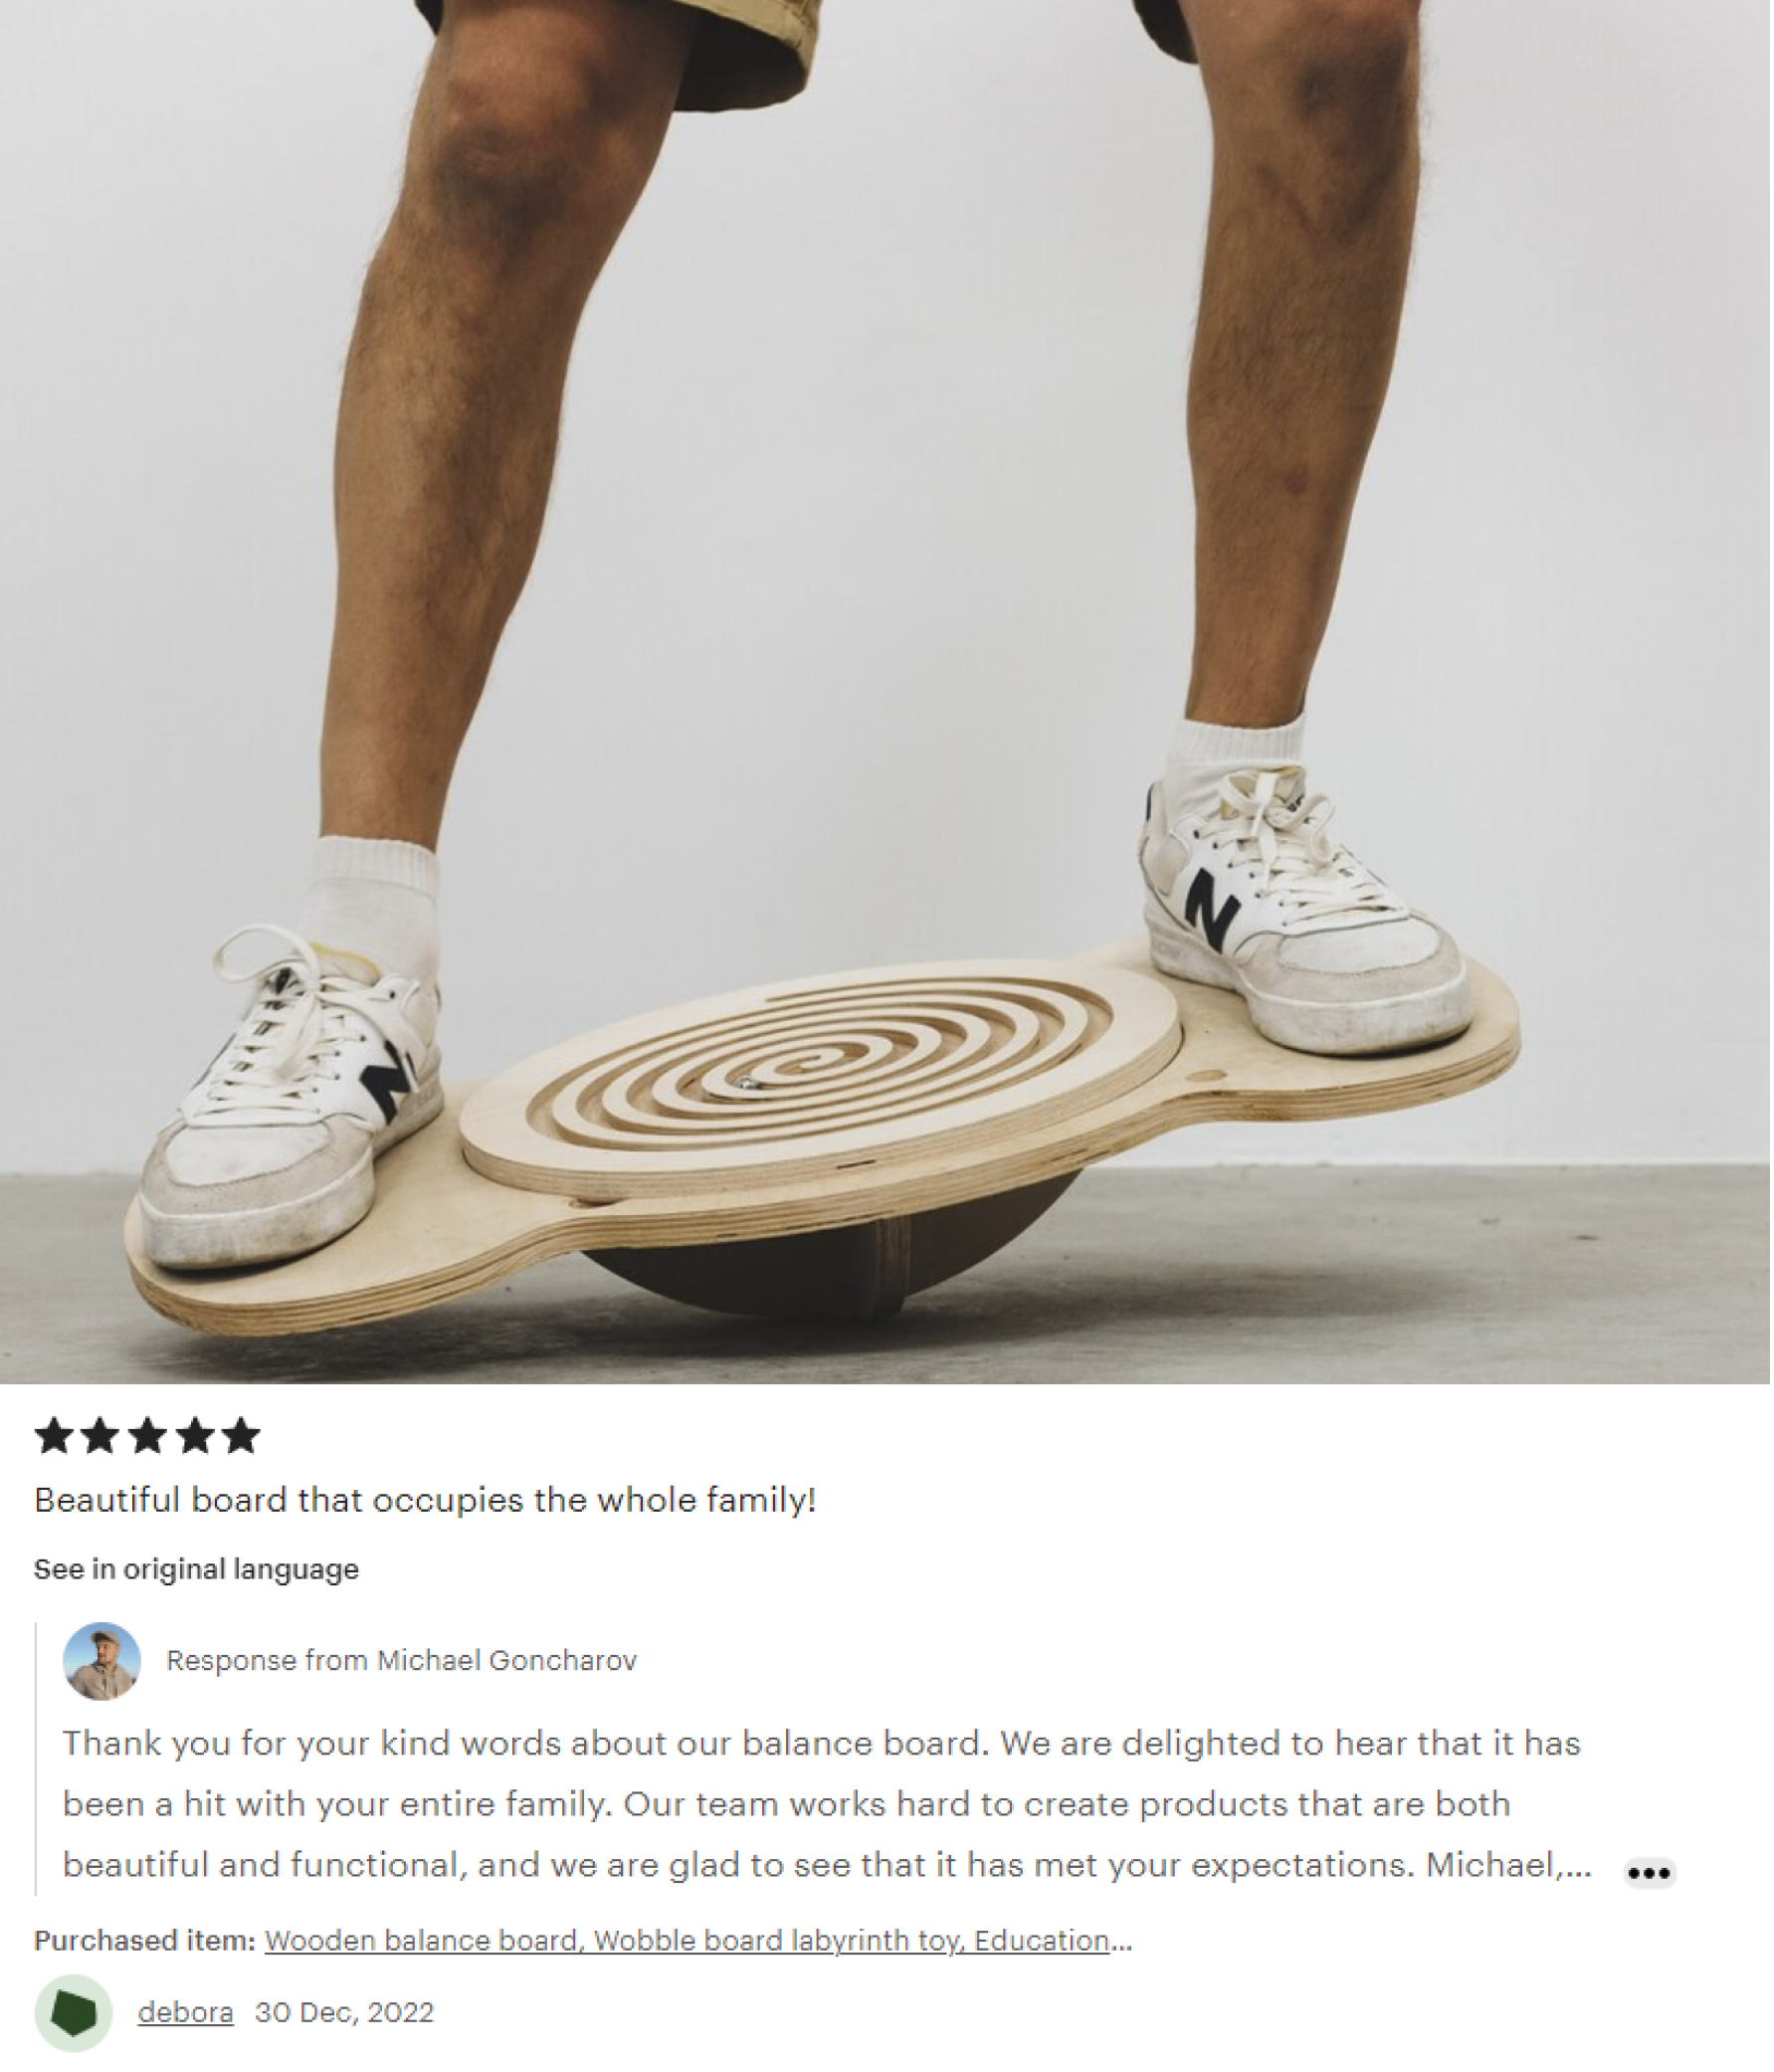 N
N
Beautiful board that occupies the whole family!
See in original language
Response from Michael Goncharov
Thank you for your kind words about our balance board. We are delighted to hear that it has
been a hit with your entire family. Our team works hard to create products that are both
beautiful and functional, and we are glad to see that it has met your expectations. Michael,...
Purchased item: Wooden balance board, Wobble board labyrinth toy, Education...
debora 30 Dec, 2022